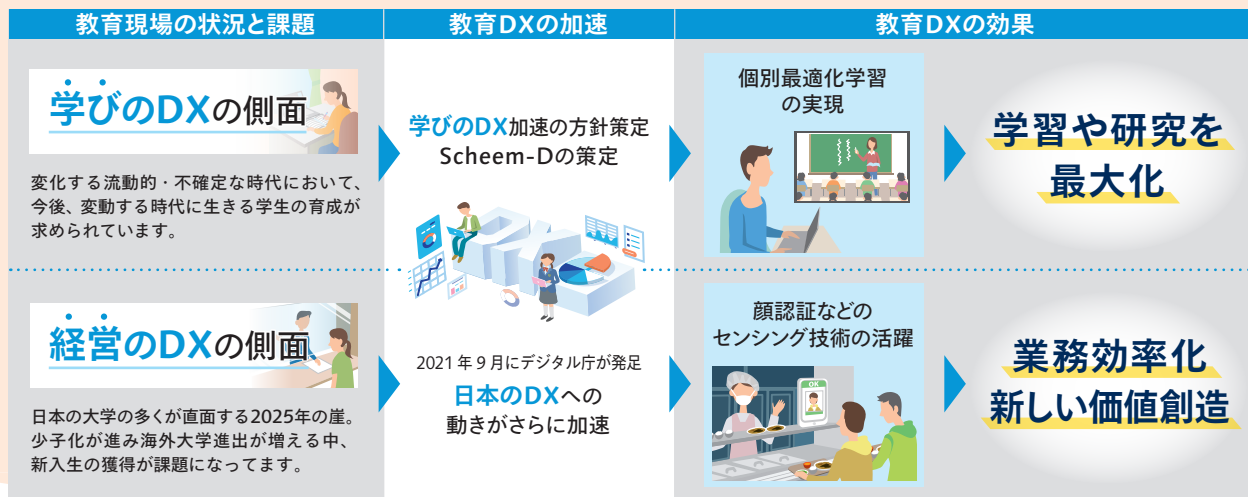 教育現場の状況と課題
教育DXの加速
教育DXの効果
学びのDXの側面
変化する流動的・不確定な時代において、
今後、変動する時代に生きる学生の育成が
求められています。
学びのDX加速の方針策定
Scheem-Dの策定
DX
個別最適化学習
の実現
学習や研究を
最大化
経営のDXの側面
日本の大学の多くが直面する2025年の崖。
少子化が進み海外大学進出が増える中、
新入生の獲得が課題になってます。
2021年9月にデジタル庁が発足
日本のDXへの
動きがさらに加速
顔認証などの
センシング技術の活躍
OK
業務効率化
新しい価値創造